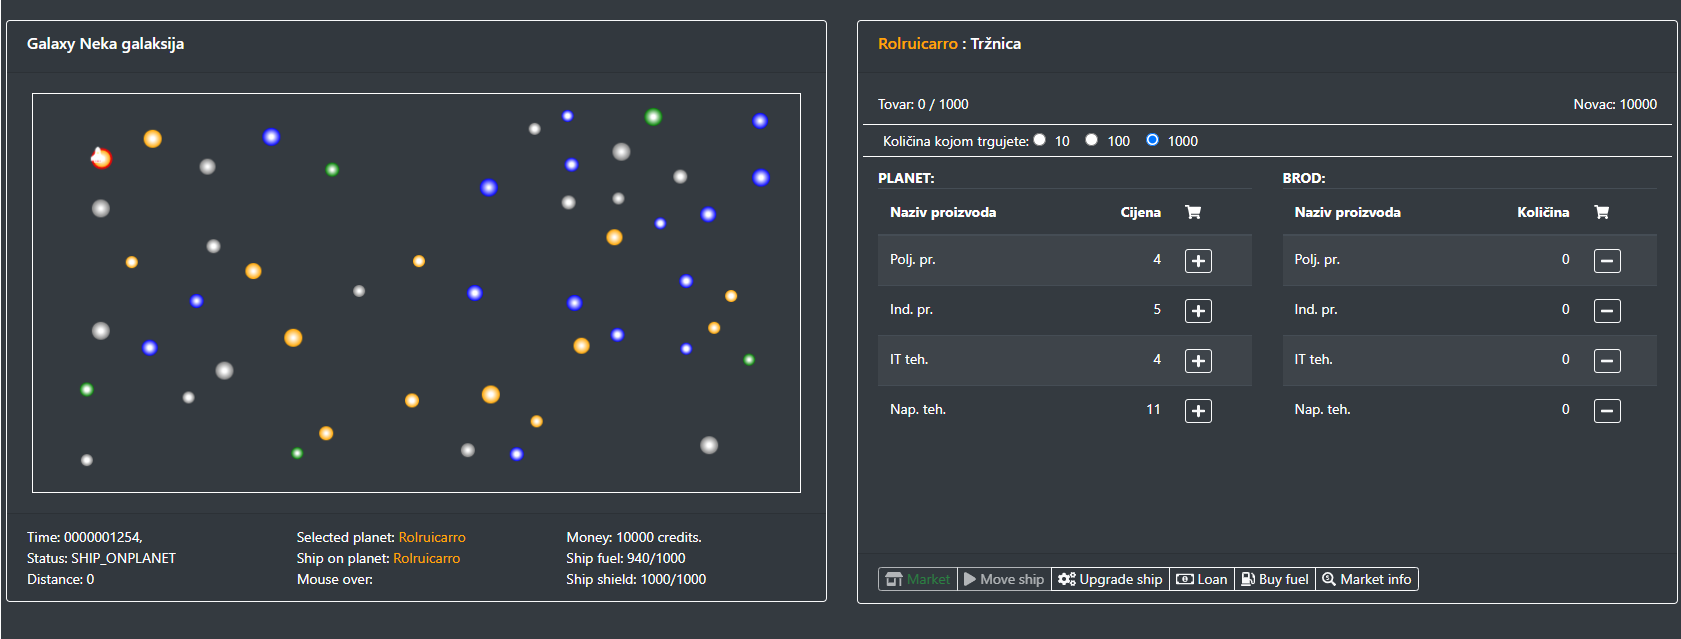 Galaxy Neka galaksija
Time: 0000001254,
Status: SHIP_ONPLANET
Distance: 0
Selected planet: Rolruicarro
Ship on planet: Rolruicarro
Mouse over:
Money: 10000 credits.
Ship fuel: 940/1000
Ship shield: 1000/1000
Rolruicarro : Tržnica
Tovar: 0 / 1000 Novac: 10000
Količina kojom trgujete: 10 100 1000
PLANET:
Naziv proizvoda Cijena
Polj. pr. 4
Ind. pr. 5
IT teh. 4
Nap. teh. 11
BROD:
Naziv proizvoda Količina
Polj. pr. 0
Ind. pr. 0
IT teh. 0
Nap. teh. 0
Market Move ship Upgrade ship Loan Buy fuel Market info